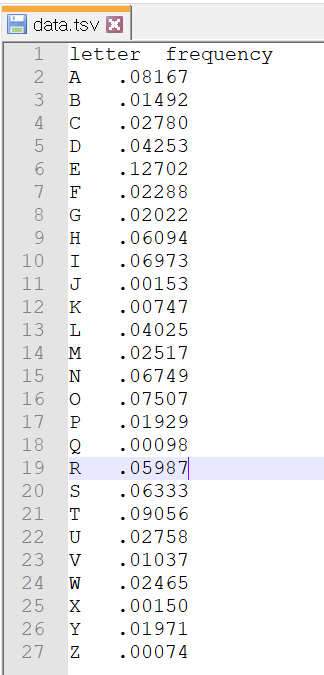 data.tsv
1 letter frequency
2 A .08167
3 B .01492
4 C .02780
5 D .04253
6 E .12702
7 F .02288
8 G .02022
9 H .06094
10 I .06973
11 J .00153
12 K .00747
13 L .04025
14 M .02517
15 N .06749
16 O .07507
17 P .01929
18 Q .00098
19 R .05987
20 S .06333
21 T .09056
22 U .02758
23 V .01037
24 W .02465
25 X .00150
26 Y .01971
27 Z .00074